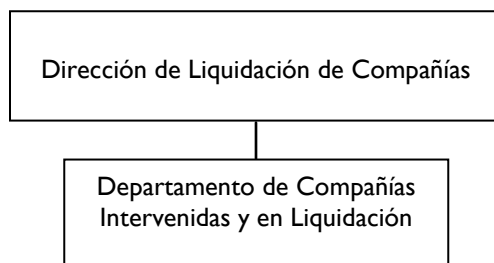 Dirección de Liquidación de Compañías
Departamento de Compañías
Intervenidas y en Liquidación